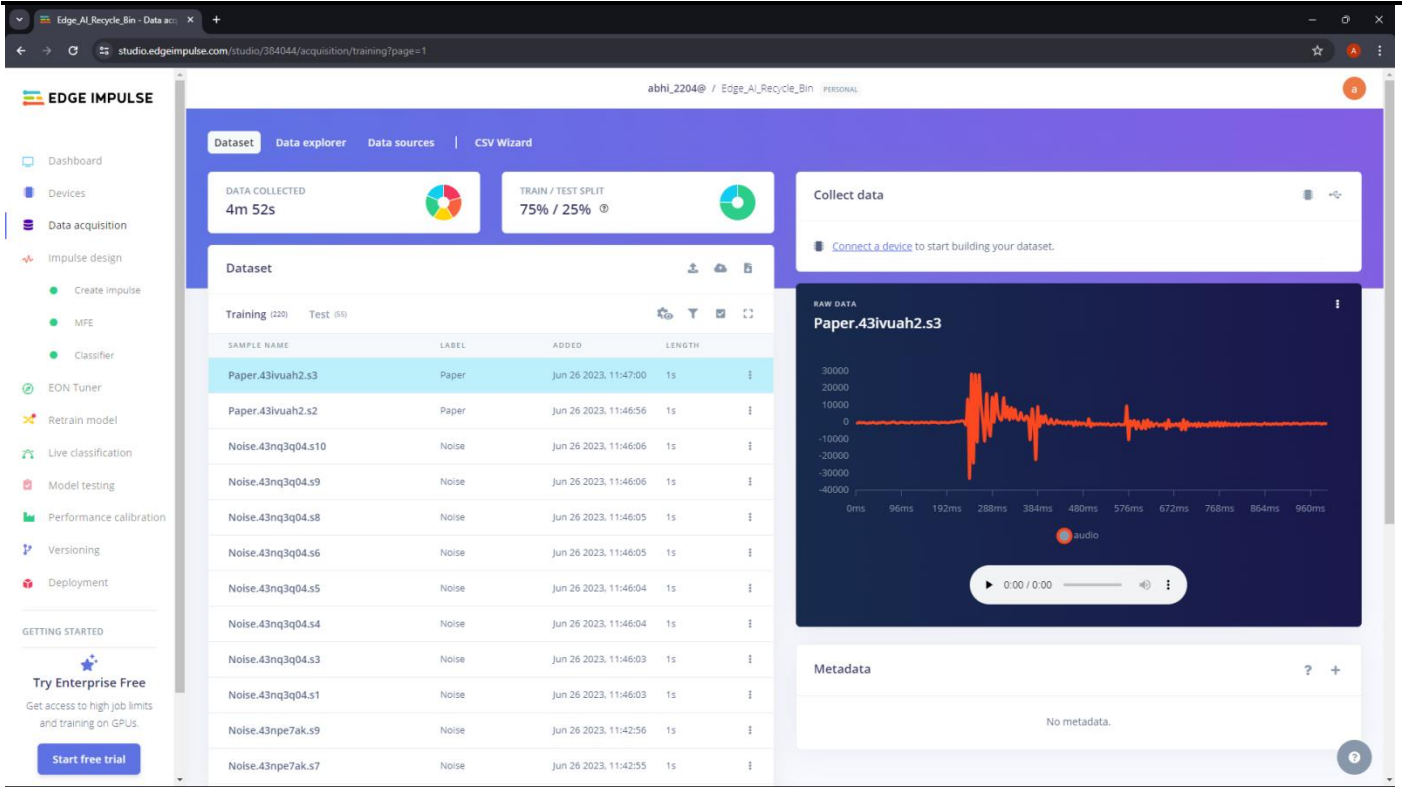 Edge_AI_Recycle_Bin - Data acq
studio.edgeimpulse.com/studio/384044/acquisition/training?page=1
A
EDGE IMPULSE
Dashboard
Devices
Data acquisition
Impulse design
Create impulse
MFE
Classifier
EON Tuner
Retrain model
Live classification
Model testing
Performance calibration
Versioning
Deployment
GETTING STARTED
Try Enterprise Free
Get access to high job limits
and training on GPUs.
Start free trial
abhi_2204@ / Edge_AI_Recycle_Bin PERSONAL
a
Dataset Data explorer Data sources | CSV Wizard
DATA COLLECTED
4m 52s
TRAIN / TEST SPLIT
75% / 25% ?
Dataset
Training (220) Test (55)
SAMPLE NAME LABEL ADDED LENGTH
Paper.43ivuah2.s3 Paper Jun 26 2023, 11:47:00 1s
Paper.43ivuah2.s2 Paper Jun 26 2023, 11:46:56 1s
Noise.43nq3q04.s10 Noise Jun 26 2023, 11:46:06 1s
Noise.43nq3q04.s9 Noise Jun 26 2023, 11:46:06 1s
Noise.43nq3q04.s8 Noise Jun 26 2023, 11:46:05 1s
Noise.43nq3q04.s6 Noise Jun 26 2023, 11:46:05 1s
Noise.43nq3q04.s5 Noise Jun 26 2023, 11:46:04 1s
Noise.43nq3q04.s4 Noise Jun 26 2023, 11:46:04 1s
Noise.43nq3q04.s3 Noise Jun 26 2023, 11:46:03 1s
Noise.43nq3q04.s1 Noise Jun 26 2023, 11:46:03 1s
Noise.43npe7ak.s9 Noise Jun 26 2023, 11:42:56 1s
Noise.43npe7ak.s7 Noise Jun 26 2023, 11:42:55 1s
Collect data
Connect a device to start building your dataset.
RAW DATA
Paper.43ivuah2.s3
30000
20000
10000
0
-10000
-20000
-30000
-40000
0ms 96ms 192ms 288ms 384ms 480ms 576ms 672ms 768ms 864ms 960ms
audio
0:00 / 0:00
Metadata ? +
No metadata.
?